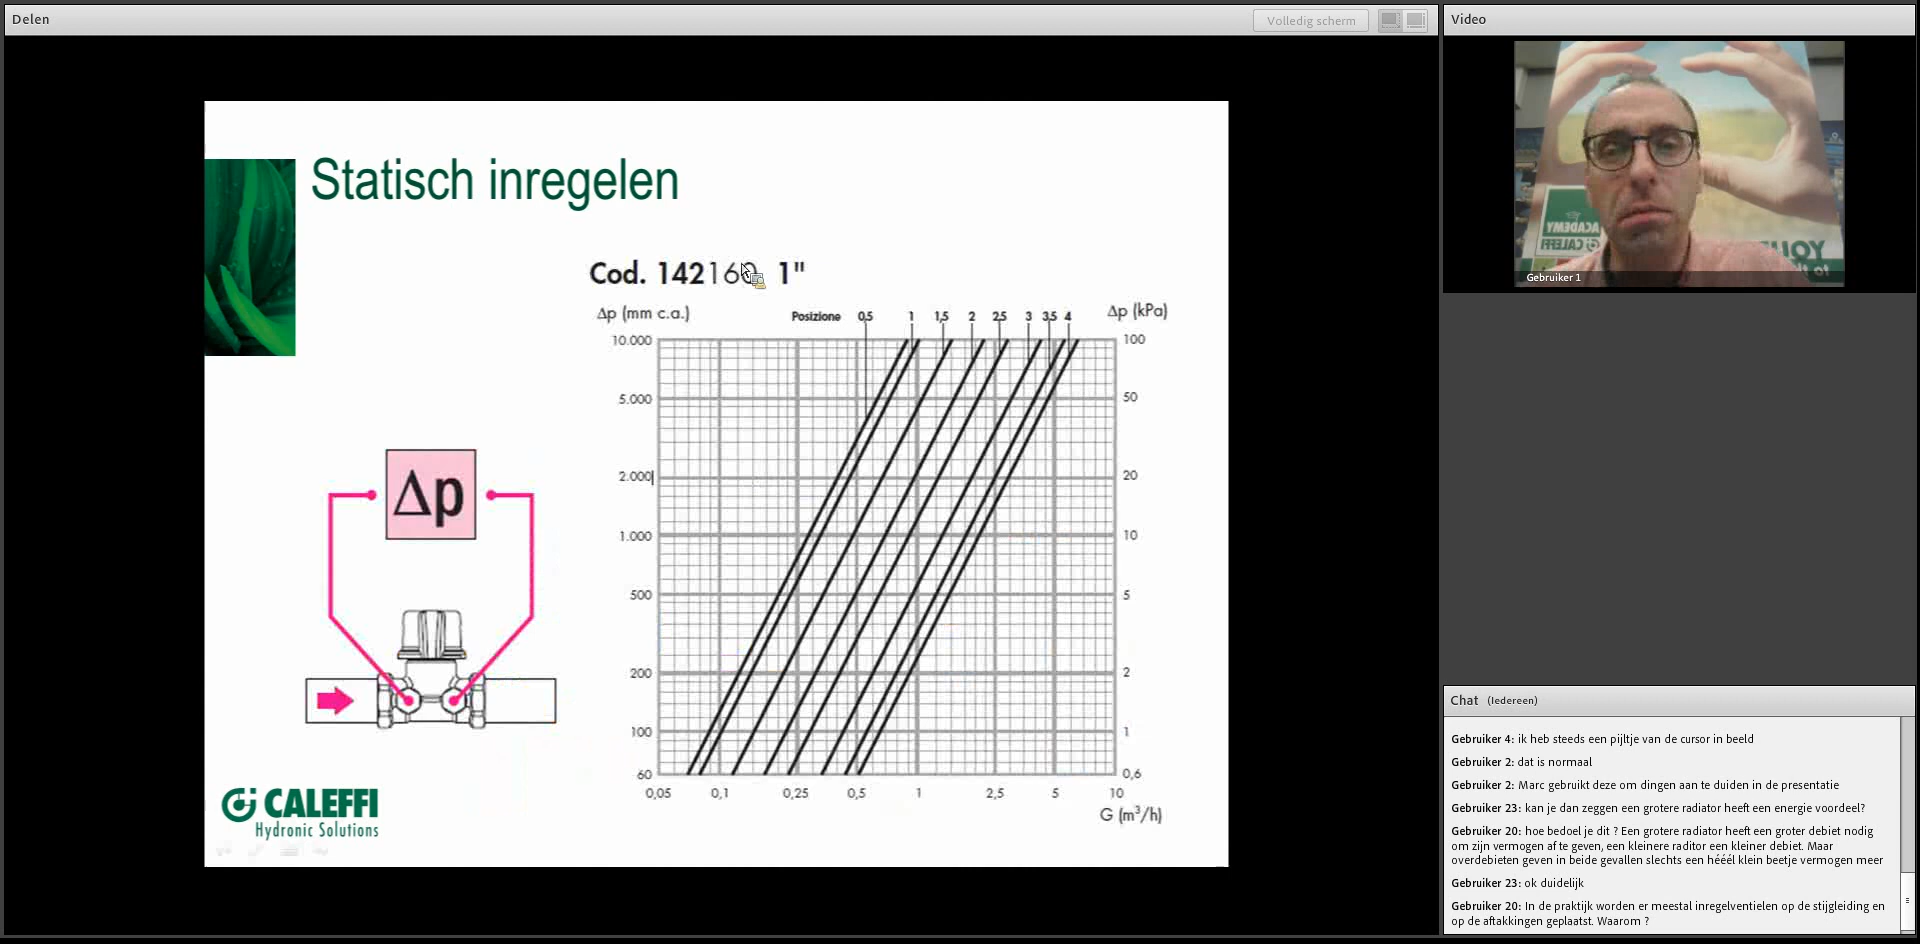 Delen
Volledig scherm
Video
Statisch inregelen
Cod. 142160 1"
Δp (mm c.a.)
Posizione 0,5 1 1,5 2 2,5 3 3,5 4
Δp (kPa)
10.000 100
5.000 50
2.000 20
1.000 10
500 5
200 2
100 1
60 0,6
0,05 0,1 0,25 0,5 1 2,5 5 10
G (m³/h)
Δp
CALEFFI
Hydronic Solutions
ACADEMY
CALEFFI
YOU
to th
Gebruiker 1
Chat (Iedereen)
Gebruiker 4: ik heb steeds een pijltje van de cursor in beeld
Gebruiker 2: dat is normaal
Gebruiker 2: Marc gebruikt deze om dingen aan te duiden in de presentatie
Gebruiker 23: kan je dan zeggen een grotere radiator heeft een energie voordeel?
Gebruiker 20: hoe bedoel je dit ? Een grotere radiator heeft een groter debiet nodig
om zijn vermogen af te geven, een kleinere raditor een kleiner debiet. Maar
overdebieten geven in beide gevallen slechts een hééél klein beetje vermogen meer
Gebruiker 23: ok duidelijk
Gebruiker 20: In de praktijk worden er meestal inregelventielen op de stijgleiding en
op de aftakkingen geplaatst. Waarom ?